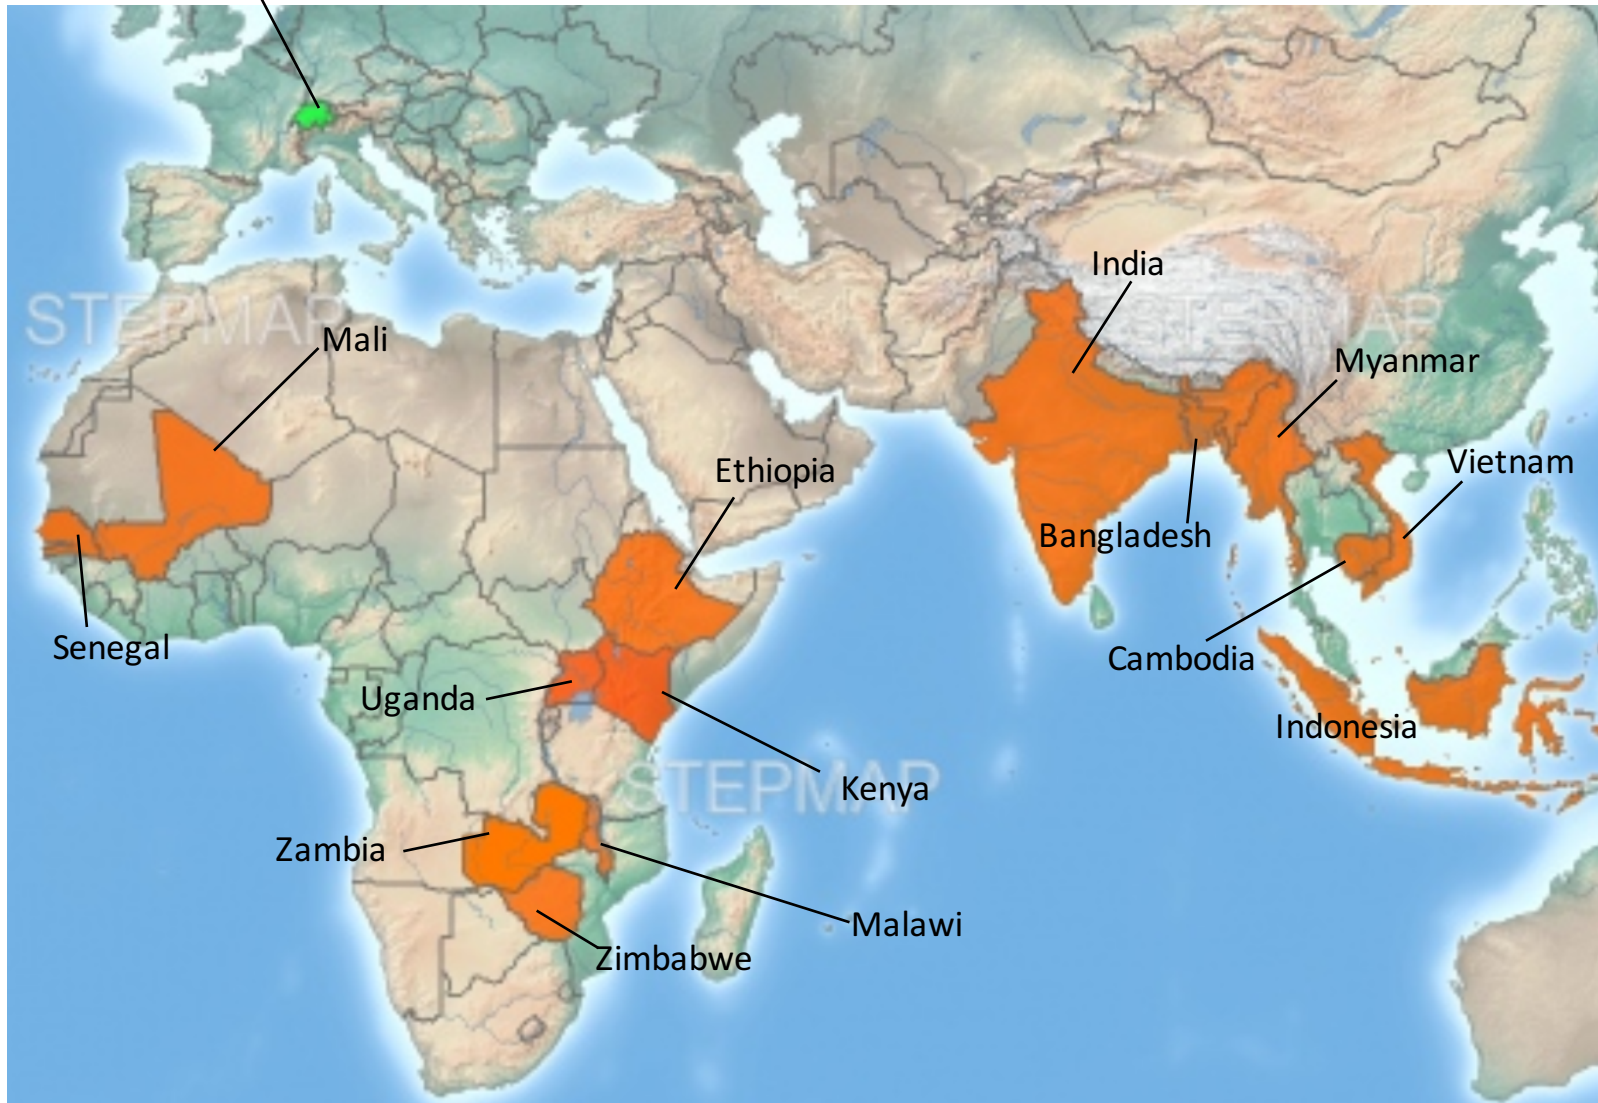 India
STEPMAP
STEPMAP
Mali
Myanmar
Ethiopia
Vietnam
Bangladesh
Senegal
Cambodia
Uganda
Indonesia
STEPMAP
Kenya
Zambia
Malawi
Zimbabwe